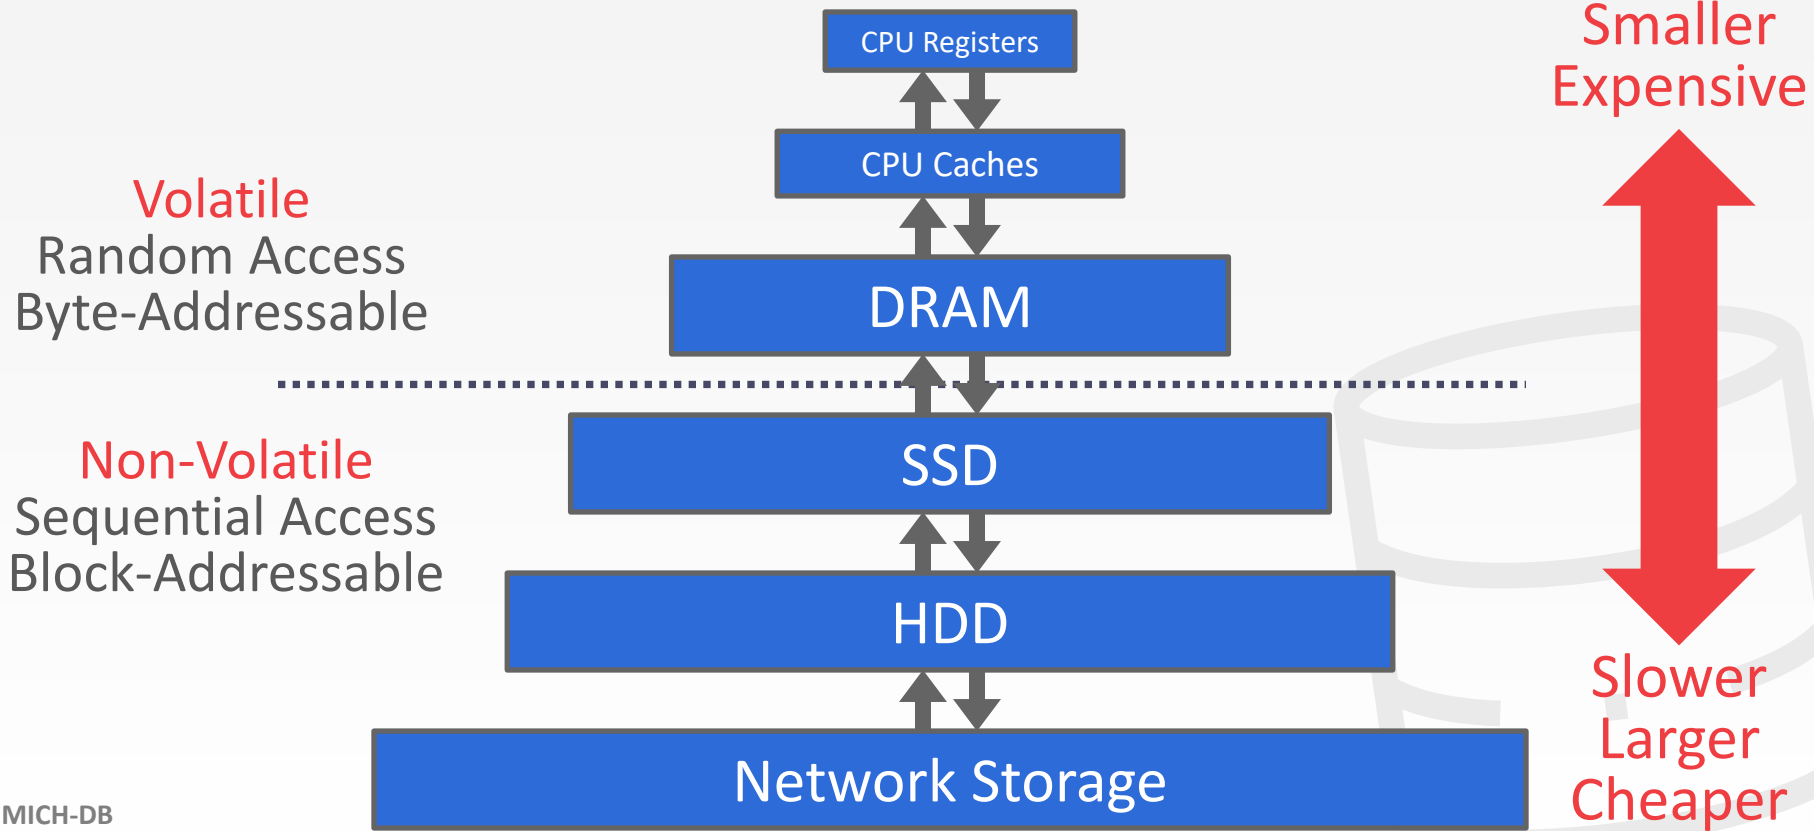 CPU Registers
CPU Caches
DRAM
SSD
HDD
Network Storage
Volatile
Random Access
Byte-Addressable
Non-Volatile
Sequential Access
Block-Addressable
Smaller
Expensive
Slower
Larger
Cheaper
MICH-DB